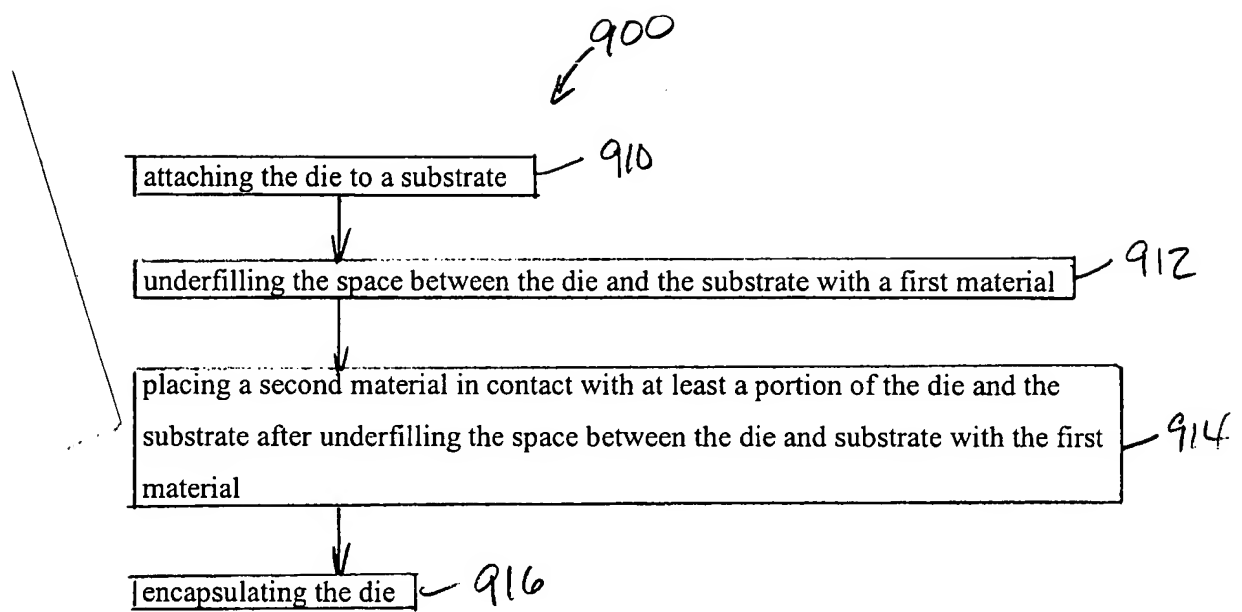 900
attaching the die to a substrate 910
underfilling the space between the die and the substrate with a first material 912
placing a second material in contact with at least a portion of the die and the
substrate after underfilling the space between the die and substrate with the first
material
914
encapsulating the die 916